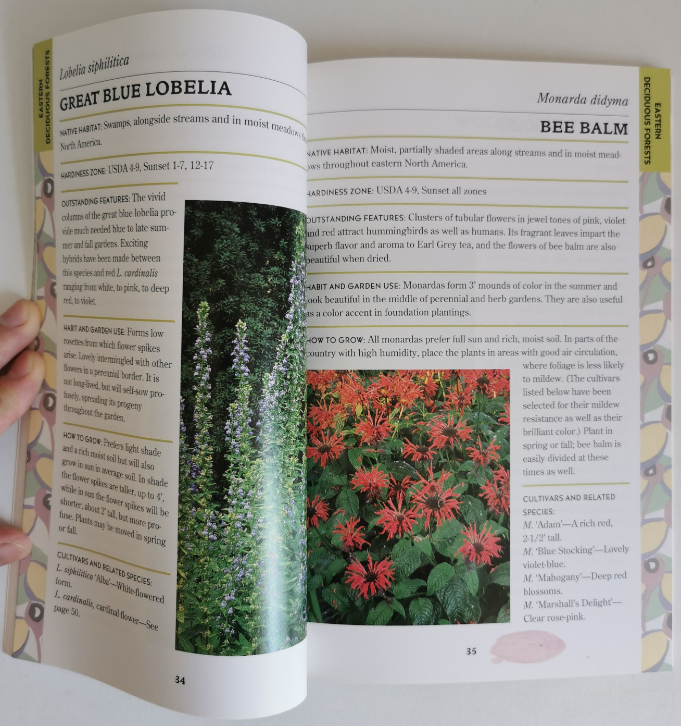 EASTERN
DECIDUOUS FORESTS
Lobelia siphilitica
GREAT BLUE LOBELIA
NATIVE HABITAT: Swamps, alongside streams and in moist meadows
North America.
HARDINESS ZONE: USDA 4-9, Sunset 1-7, 12-17
OUTSTANDING FEATURES: The vivid
columns of the great blue lobelia pro-
vide much needed blue to late sum-
mer and fall gardens. Exciting
hybrids have been made between
this species and red L. cardinalis
ranging from white, to pink, to deep
red, to violet.
HABIT AND GARDEN USE: Forms low
rosettes from which flower spikes
arise. Lovely intermingled with other
flowers in a perennial border. It is
not long-lived, but will self-sow pro-
fusely, spreading its progeny
throughout the garden.
HOW TO GROW: Prefers light shade
and a rich moist soil but will also
grow in sun in average soil. In shade
the flower spikes are taller, up to 4',
while in sun the flower spikes will be
shorter, about 2' tall, but more pro-
fuse. Plants may be moved in spring
or fall.
CULTIVARS AND RELATED SPECIES:
L. siphilitica 'Alba'—White-flowered
form.
L. cardinalis, cardinal flower—See
page 50.
34
Monarda didyma
BEE BALM
NATIVE HABITAT: Moist, partially shaded areas along streams and in moist mead-
ows throughout eastern North America.
HARDINESS ZONE: USDA 4-9, Sunset all zones
OUTSTANDING FEATURES: Clusters of tubular flowers in jewel tones of pink, violet
and red attract hummingbirds as well as humans. Its fragrant leaves impart the
superb flavor and aroma to Earl Grey tea, and the flowers of bee balm are also
beautiful when dried.
HABIT AND GARDEN USE: Monardas form 3' mounds of color in the summer and
look beautiful in the middle of perennial and herb gardens. They are also useful
as a color accent in foundation plantings.
HOW TO GROW: All monardas prefer full sun and rich, moist soil. In parts of the
country with high humidity, place the plants in areas with good air circulation,
where foliage is less likely
to mildew. (The cultivars
listed below have been
selected for their mildew
resistance as well as their
brilliant color.) Plant in
spring or fall; bee balm is
easily divided at these
times as well.
CULTIVARS AND RELATED
SPECIES:
M. 'Adam'—A rich red,
2-1/2' tall.
M. 'Blue Stocking'—Lovely
violet-blue.
M. 'Mahogany'—Deep red
blossoms.
M. 'Marshall's Delight'—
Clear rose-pink.
35
EASTERN
DECIDUOUS FORESTS